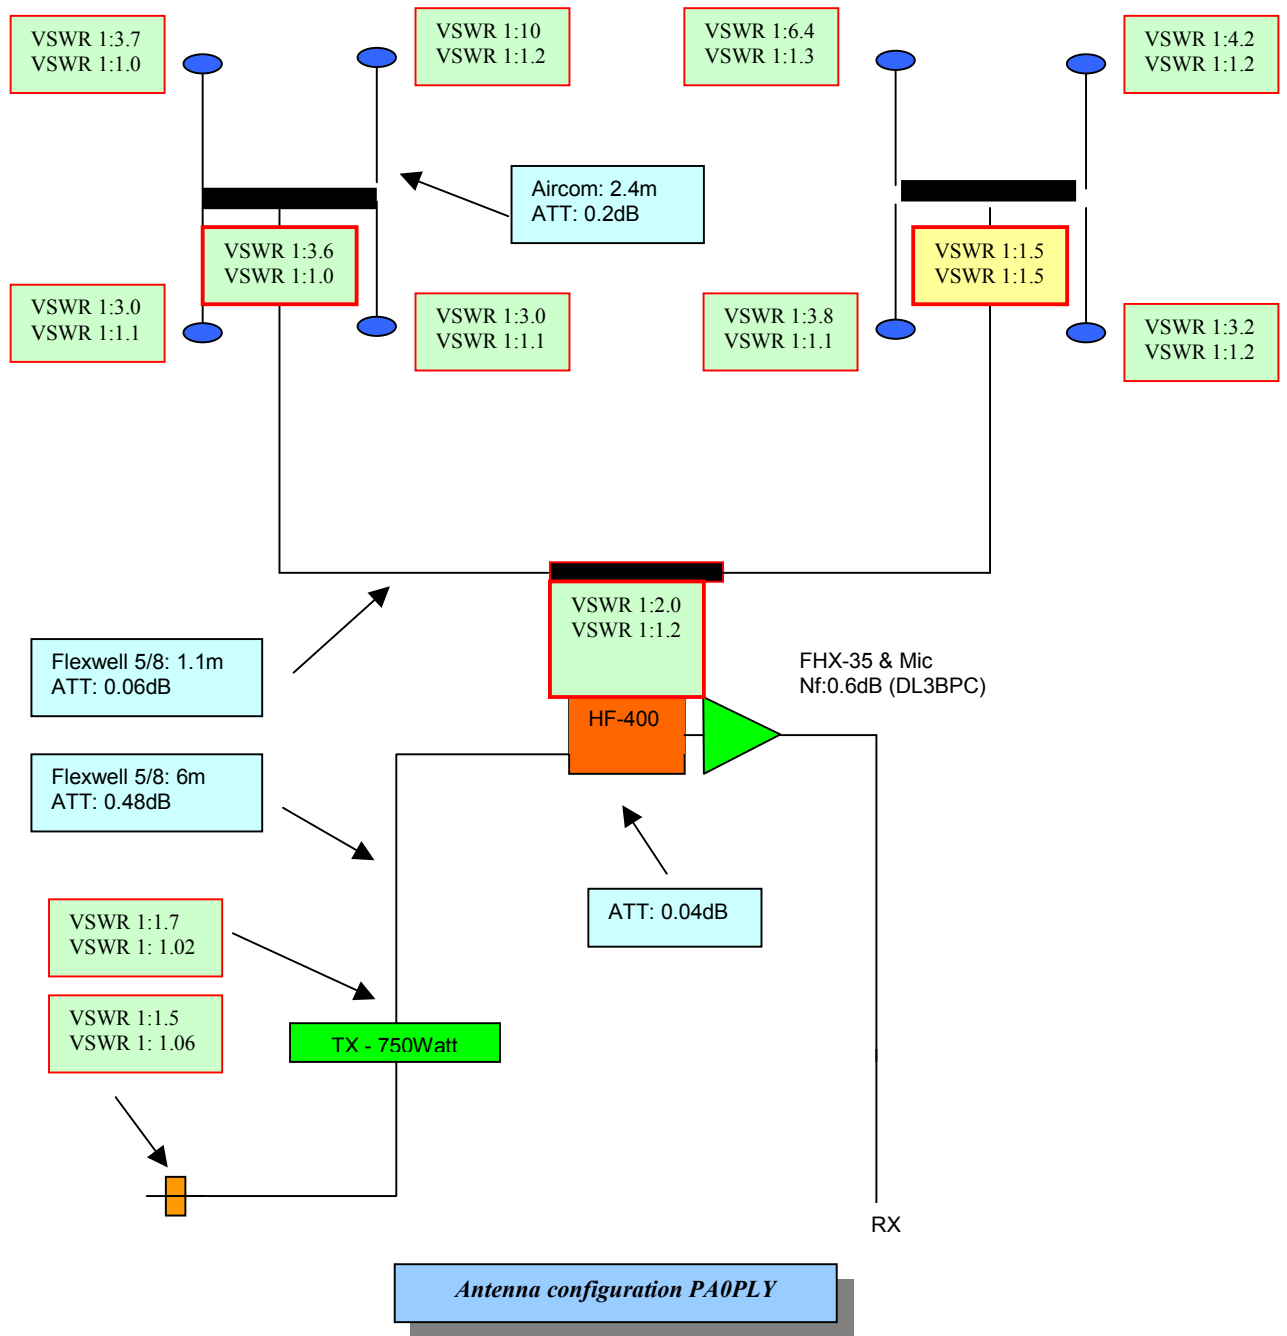 VSWR 1:3.7
VSWR 1:1.0
VSWR 1:10
VSWR 1:1.2
VSWR 1:6.4
VSWR 1:1.3
VSWR 1:4.2
VSWR 1:1.2
Aircom: 2.4m
ATT: 0.2dB
VSWR 1:3.6
VSWR 1:1.0
VSWR 1:1.5
VSWR 1:1.5
VSWR 1:3.0
VSWR 1:1.1
VSWR 1:3.0
VSWR 1:1.1
VSWR 1:3.8
VSWR 1:1.1
VSWR 1:3.2
VSWR 1:1.2
VSWR 1:2.0
VSWR 1:1.2
Flexwell 5/8: 1.1m
ATT: 0.06dB
FHX-35 & Mic
Nf:0.6dB (DL3BPC)
HF-400
Flexwell 5/8: 6m
ATT: 0.48dB
ATT: 0.04dB
VSWR 1:1.7
VSWR 1: 1.02
VSWR 1:1.5
VSWR 1: 1.06
TX - 750Watt
RX
Antenna configuration PA0PLY